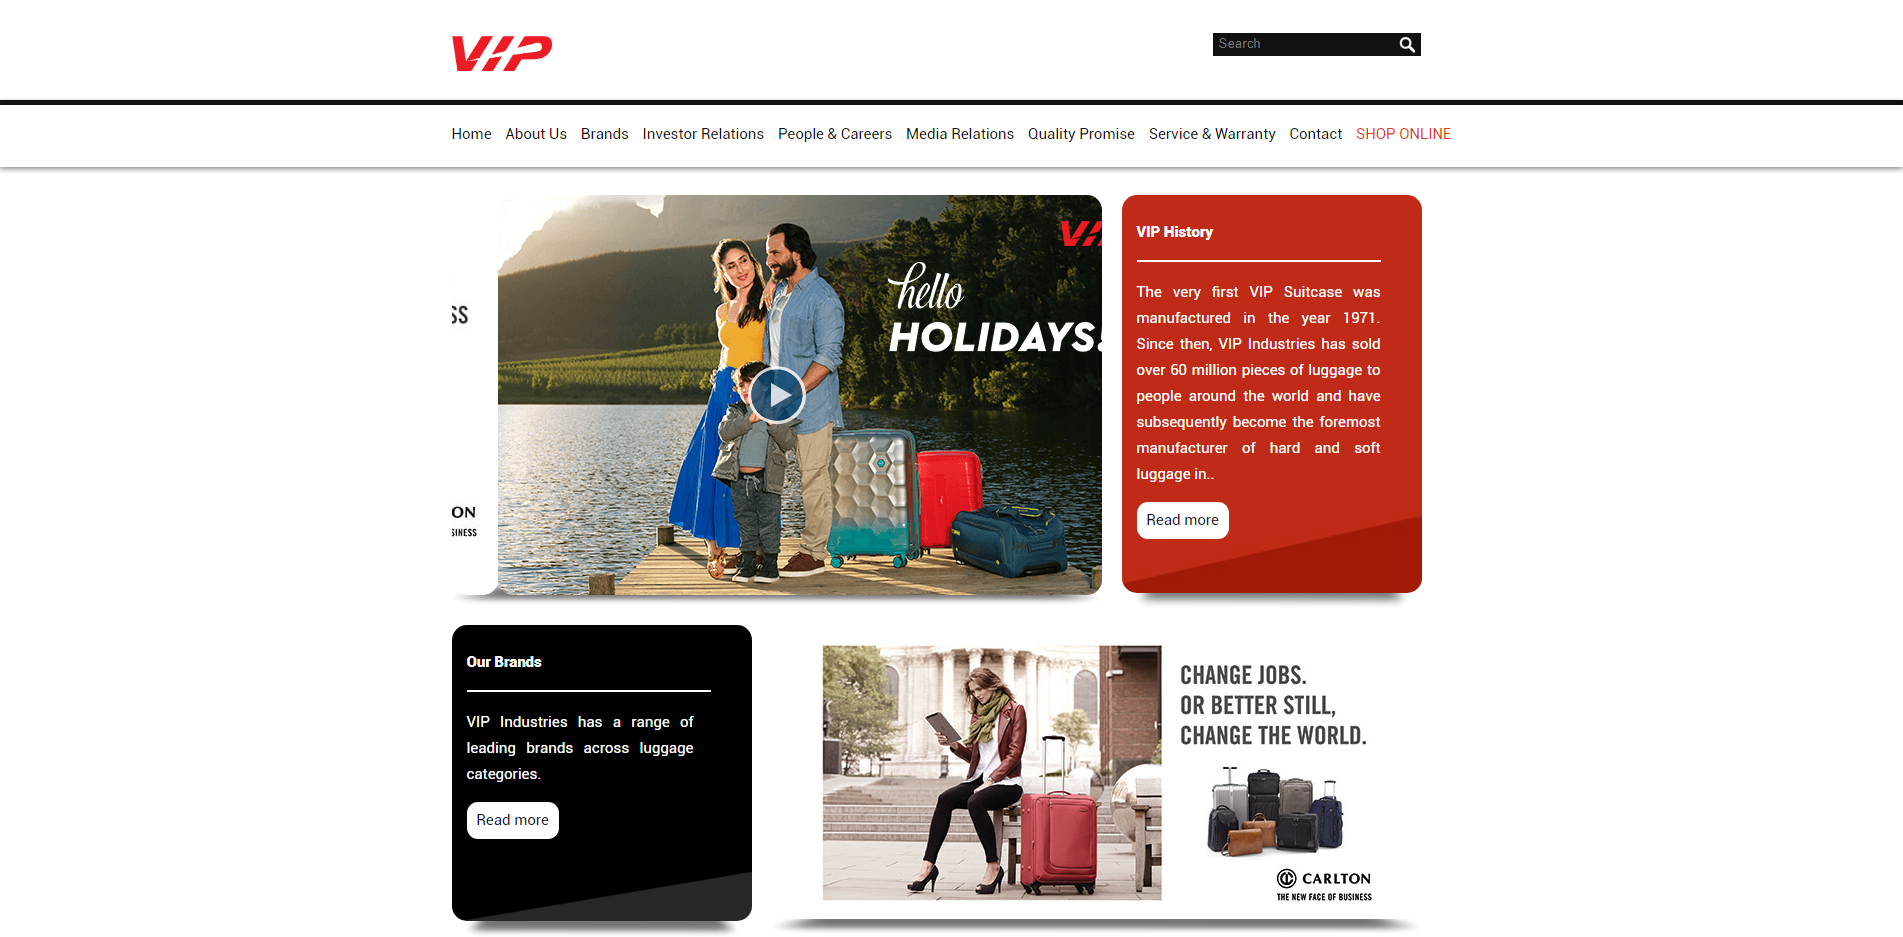 VIP
Search
Home About Us Brands Investor Relations People & Careers Media Relations Quality Promise Service & Warranty Contact SHOP ONLINE
SS
ON
SINESS
hello
HOLIDAYS!
VIP History
The very first VIP Suitcase was
manufactured in the year 1971.
Since then, VIP Industries has sold
over 60 million pieces of luggage to
people around the world and have
subsequently become the foremost
manufacturer of hard and soft
luggage in..
Read more
Our Brands
VIP Industries has a range of
leading brands across luggage
categories.
Read more
CHANGE JOBS.
OR BETTER STILL,
CHANGE THE WORLD.
CARLTON
THE NEW FACE OF BUSINESS